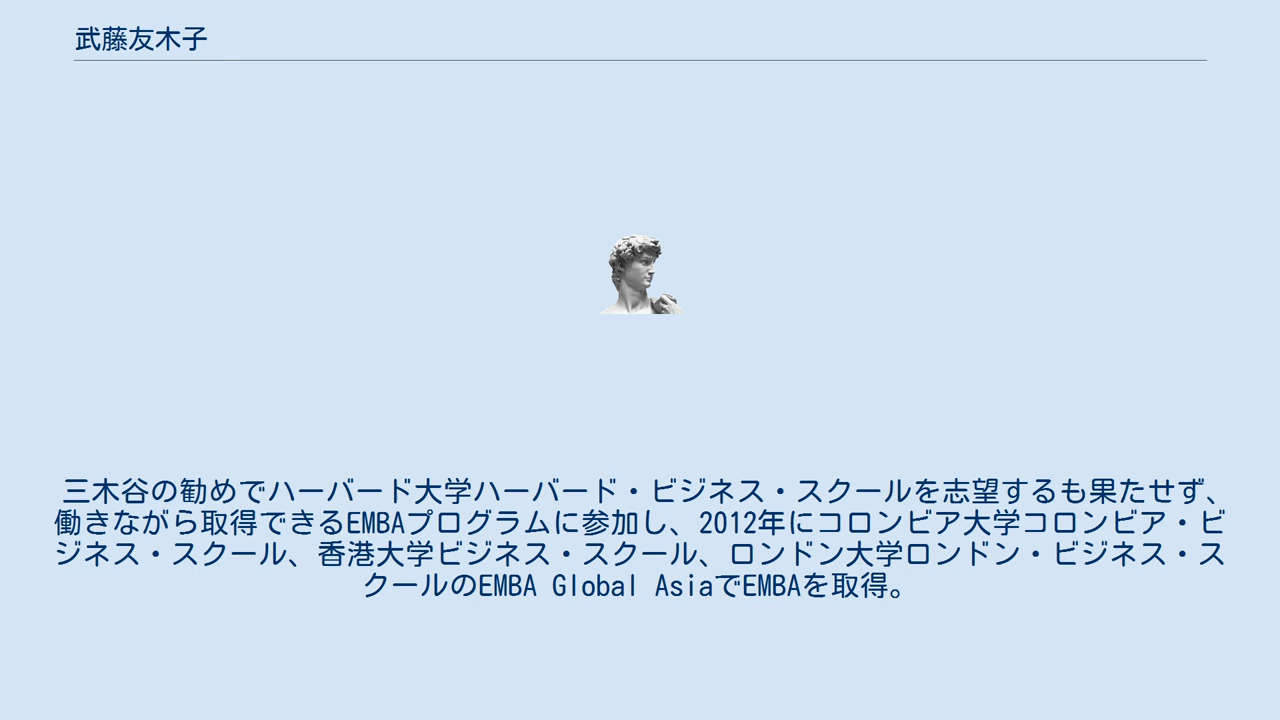 武藤友木子
三木谷の勧めでハーバード大学ハーバード・ビジネス・スクールを志望するも果たせず、
働きながら取得できるEMBAプログラムに参加し、2012年にコロンビア大学コロンビア・ビ
ジネス・スクール、香港大学ビジネス・スクール、ロンドン大学ロンドン・ビジネス・ス
クールのEMBA Global AsiaでEMBAを取得。